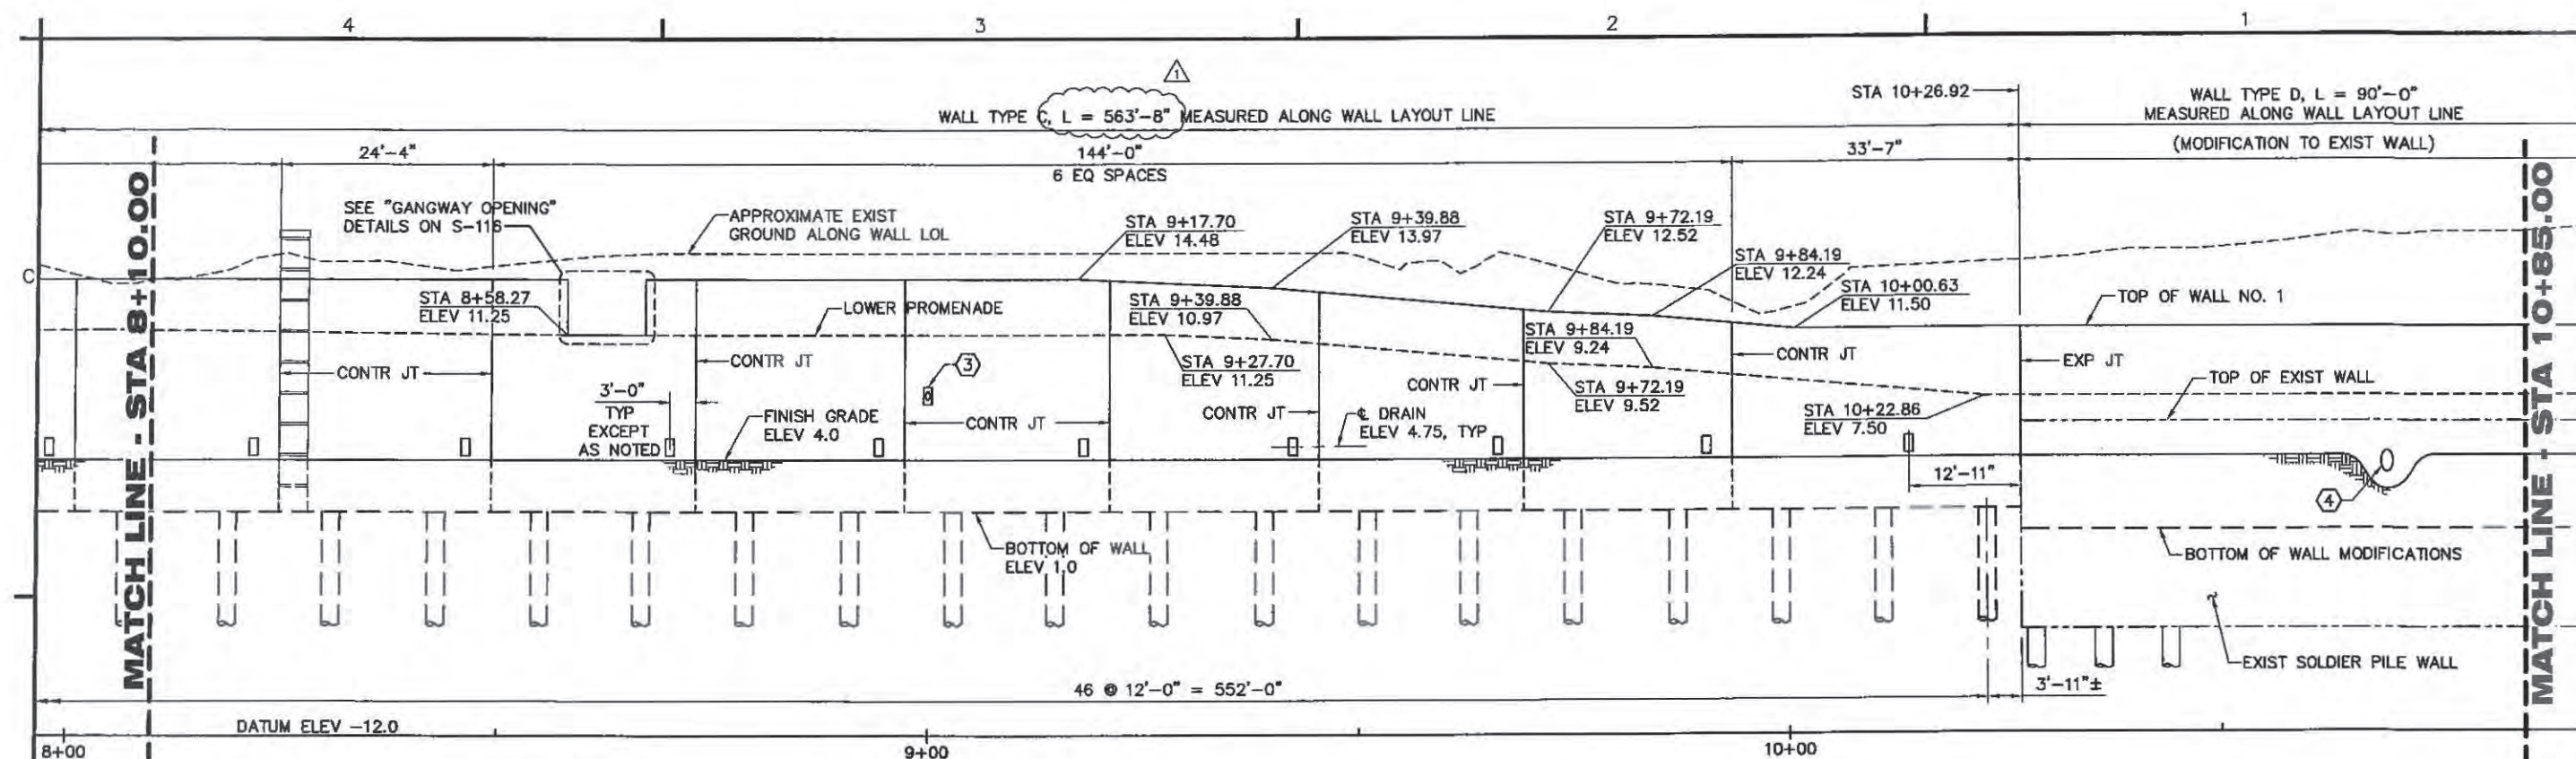 4
3
2
1
1
WALL TYPE C, L = 563'-8" MEASURED ALONG WALL LAYOUT LINE
STA 10+26.92
WALL TYPE D, L = 90'-0"
MEASURED ALONG WALL LAYOUT LINE
(MODIFICATION TO EXIST WALL)
24'-4"
144'-0"
6 EQ SPACES
33'-7"
MATCH LINE - STA 8+10.00
SEE "GANGWAY OPENING"
DETAILS ON S-116
APPROXIMATE EXIST
GROUND ALONG WALL LOL
STA 9+17.70
ELEV 14.48
STA 9+39.88
ELEV 13.97
STA 9+72.19
ELEV 12.52
STA 9+84.19
ELEV 12.24
STA 10+00.63
ELEV 11.50
TOP OF WALL NO. 1
MATCH LINE - STA 10+85.00
C
STA 8+58.27
ELEV 11.25
LOWER PROMENADE
STA 9+39.88
ELEV 10.97
STA 9+27.70
ELEV 11.25
STA 9+84.19
ELEV 9.24
STA 9+72.19
ELEV 9.52
CONTR JT
EXP JT
CONTR JT
CONTR JT
3
CONTR JT
TOP OF EXIST WALL
3'-0"
TYP
EXCEPT
AS NOTED
FINISH GRADE
ELEV 4.0
CONTR JT
CONTR JT
℄ DRAIN
ELEV 4.75, TYP
STA 10+22.86
ELEV 7.50
12'-11"
4
BOTTOM OF WALL
ELEV 1.0
BOTTOM OF WALL MODIFICATIONS
EXIST SOLDIER PILE WALL
46 @ 12'-0" = 552'-0"
3'-11"±
DATUM ELEV -12.0
8+00
9+00
10+00